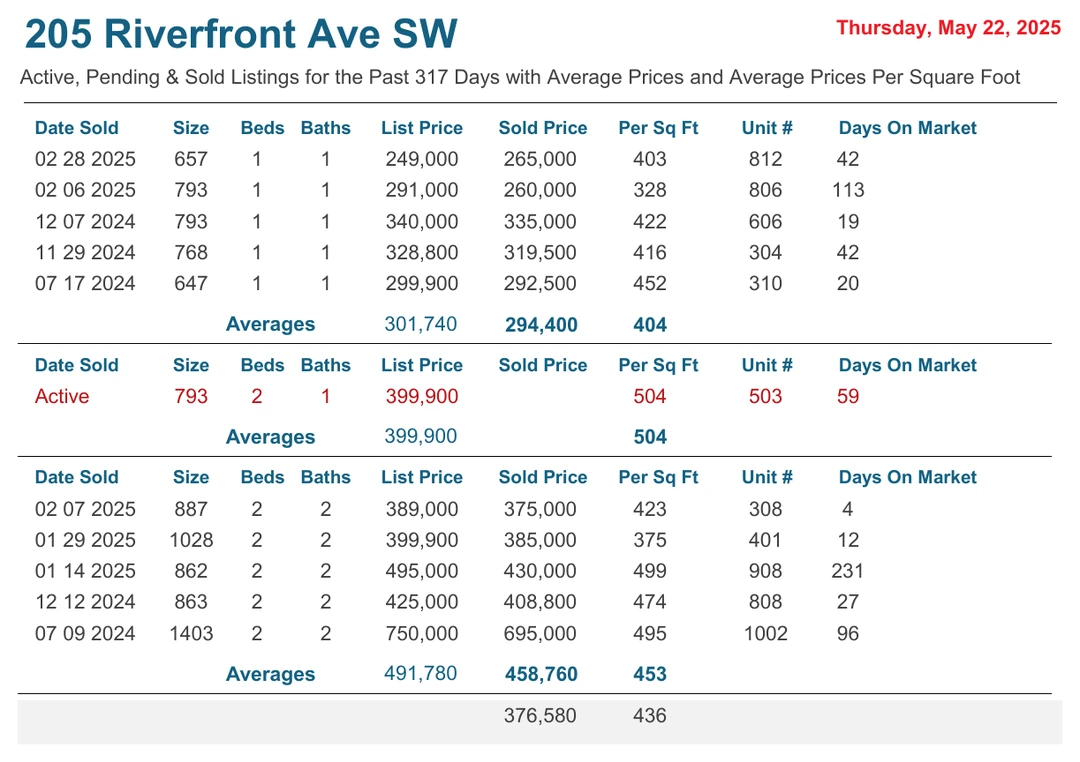 205 Riverfront Ave SW
Thursday, May 22, 2025
Active, Pending & Sold Listings for the Past 317 Days with Average Prices and Average Prices Per Square Foot
Date Sold Size Beds Baths List Price Sold Price Per Sq Ft Unit # Days On Market
02 28 2025 657 1 1 249,000 265,000 403 812 42
02 06 2025 793 1 1 291,000 260,000 328 806 113
12 07 2024 793 1 1 340,000 335,000 422 606 19
11 29 2024 768 1 1 328,800 319,500 416 304 42
07 17 2024 647 1 1 299,900 292,500 452 310 20
Averages 301,740 294,400 404
Date Sold Size Beds Baths List Price Sold Price Per Sq Ft Unit # Days On Market
Active 793 2 1 399,900 504 503 59
Averages 399,900 504
Date Sold Size Beds Baths List Price Sold Price Per Sq Ft Unit # Days On Market
02 07 2025 887 2 2 389,000 375,000 423 308 4
01 29 2025 1028 2 2 399,900 385,000 375 401 12
01 14 2025 862 2 2 495,000 430,000 499 908 231
12 12 2024 863 2 2 425,000 408,800 474 808 27
07 09 2024 1403 2 2 750,000 695,000 495 1002 96
Averages 491,780 458,760 453
376,580 436